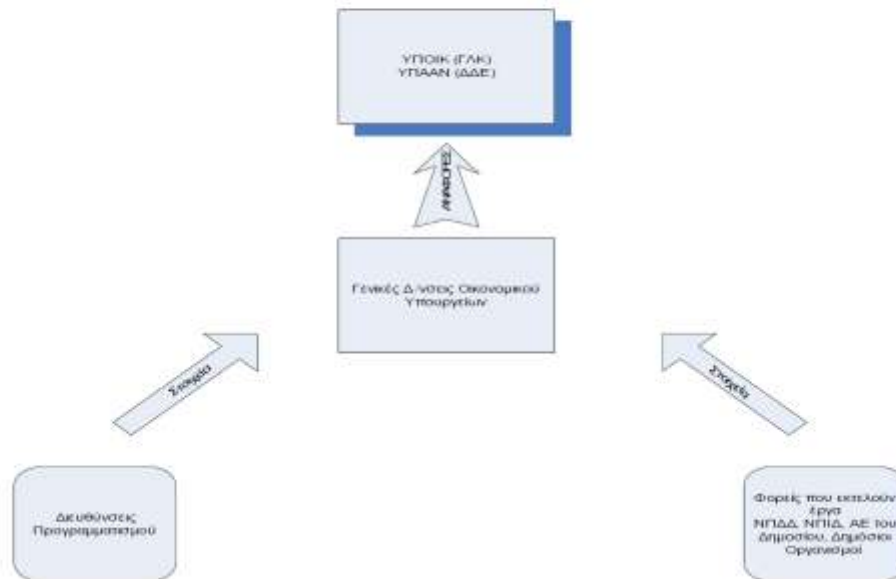 ΥΠΟΙΚ (ΓΛΚ)
ΥΠΑΑΝ (ΔΔΕ)
ΑΝΑΦΟΡΕΣ
Γενικές Δ-νσεις Οικονομικού
Υπουργείων
Στοιχεία
Στοιχεία
Διευθύνσεις
Προγραμματισμού
Φορείς που εκτελούν
έργα
ΝΠΔΔ, ΝΠΙΔ, ΑΕ του
Δημοσίου, Δημόσιοι
Οργανισμοί